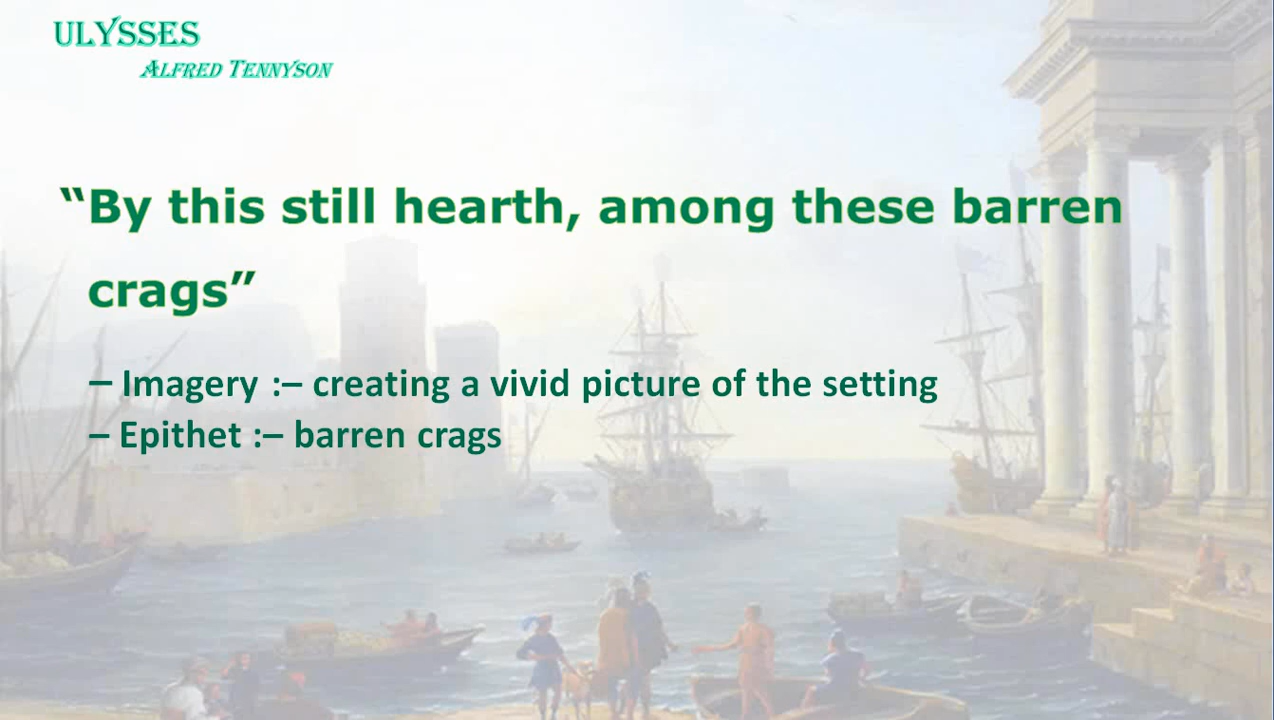 ULYSSES
ALFRED TENNYSON
“By this still hearth, among these barren
crags”
– Imagery :– creating a vivid picture of the setting
– Epithet :– barren crags